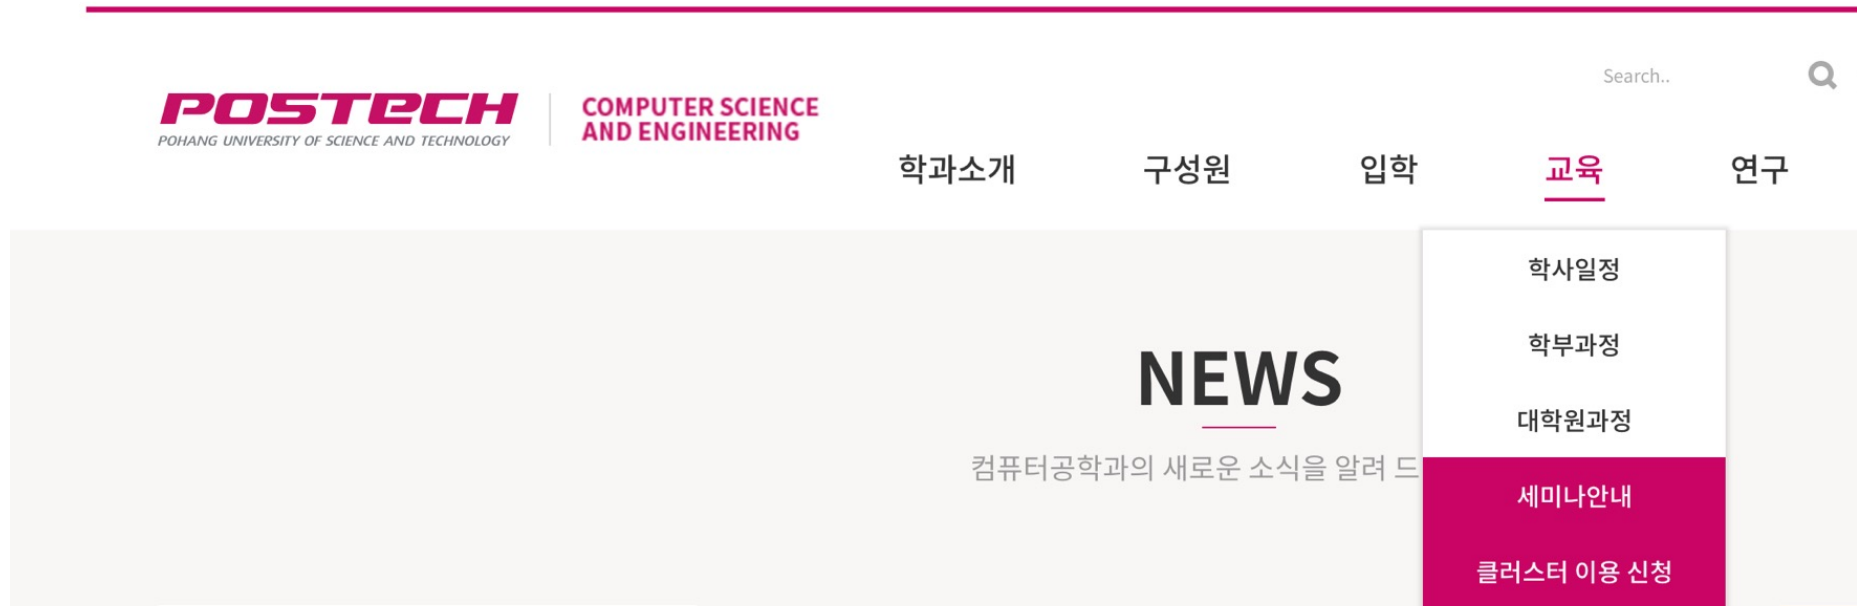 Search..
POSTECH
POHANG UNIVERSITY OF SCIENCE AND TECHNOLOGY
COMPUTER SCIENCE
AND ENGINEERING
학과소개 구성원 입학 교육 연구
학사일정
학부과정
대학원과정
세미나안내
클러스터 이용 신청
NEWS
컴퓨터공학과의 새로운 소식을 알려 드